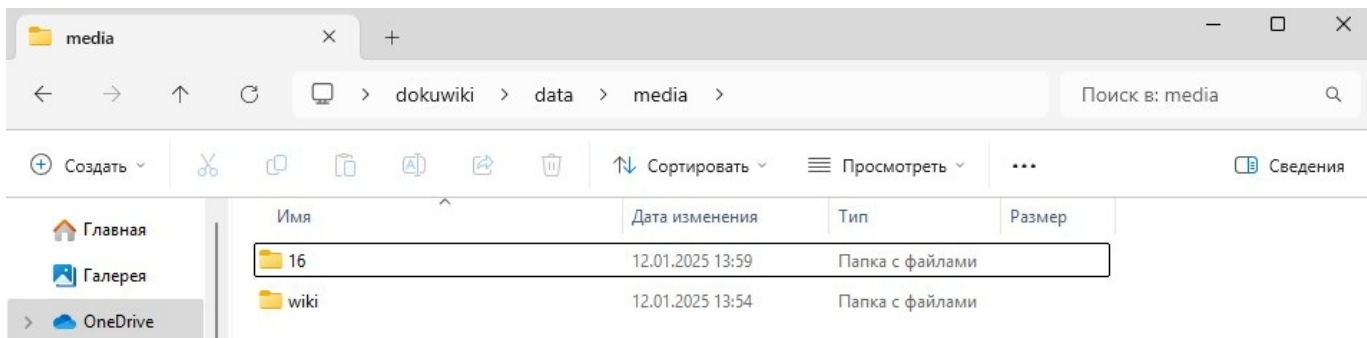 media
dokuwiki > data > media > Поиск в: media
Создать Сортировать Просмотреть ... Сведения
Главная
Галерея
OneDrive
Имя Дата изменения Тип Размер
16 12.01.2025 13:59 Папка с файлами
wiki 12.01.2025 13:54 Папка с файлами